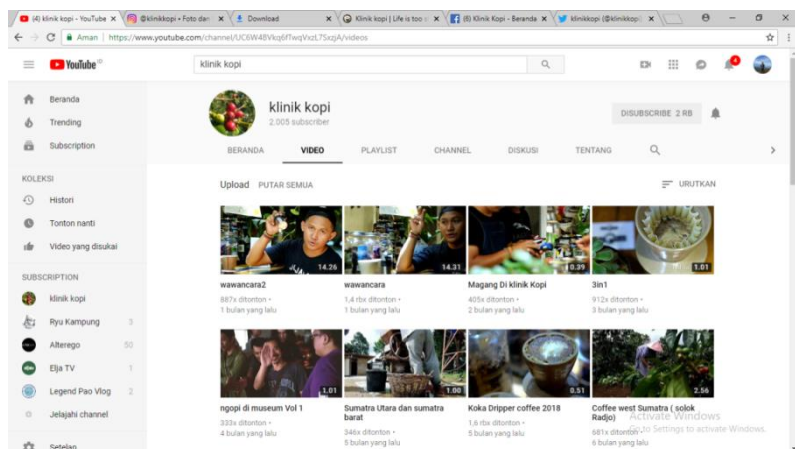 (4) klinik kopi - YouTube
@klinikkopi • Foto dan
Download
Klinik kopi | Life is too
(6) Klinik Kopi - Beranda
klinikkopi (@klinikkopi
Aman | https://www.youtube.com/channel/UC6W4BVkq6fTwqVxzL7SxzjA/videos
YouTube ID
klinik kopi
4
Beranda
Trending
Subscription
KOLEKSI
Histori
Tonton nanti
Video yang disukai
SUBSCRIPTION
klinik kopi
Ryu Kampung 3
Alterego 50
Elja TV 1
Legend Pao Vlog 2
Jelajahi channel
Setelan
klinik kopi
2.005 subscriber
DISUBSCRIBE 2 RB
BERANDA VIDEO PLAYLIST CHANNEL DISKUSI TENTANG
Upload PUTAR SEMUA
URUTKAN
14.26
wawancara2
887x ditonton •
1 bulan yang lalu
14.31
wawancara
1,4 rbx ditonton •
1 bulan yang lalu
0.39
Magang Di klinik Kopi
405x ditonton •
2 bulan yang lalu
1.01
3in1
912x ditonton •
3 bulan yang lalu
1.01
ngopi di museum Vol 1
333x ditonton •
4 bulan yang lalu
1.00
Sumatra Utara dan sumatra
barat
346x ditonton •
5 bulan yang lalu
0.51
Koka Dripper coffee 2018
1,6 rbx ditonton •
5 bulan yang lalu
2.56
Coffee west Sumatra ( solok
Radjo)
681x ditonton •
6 bulan yang lalu
Activate Windows
Go to Settings to activate Windows.